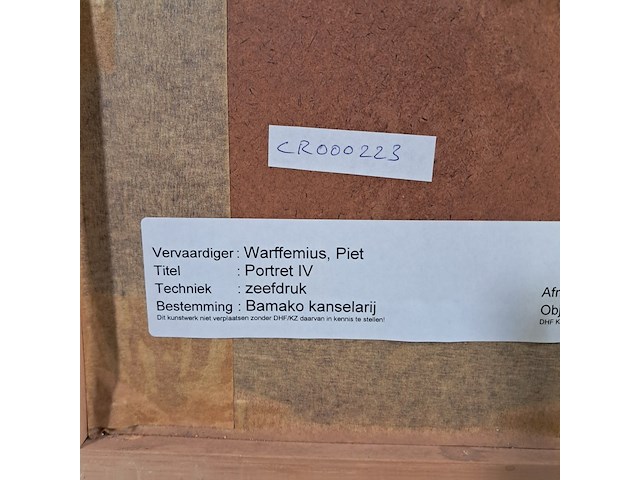 CR000223
Vervaardiger : Warffemius, Piet
Titel : Portret IV
Techniek : zeefdruk
Bestemming : Bamako kanselarij
Dit kunstwerk niet verplaatsen zonder DHF/KZ daarvan in kennis te stellen!
Afm
Obj
DHF K